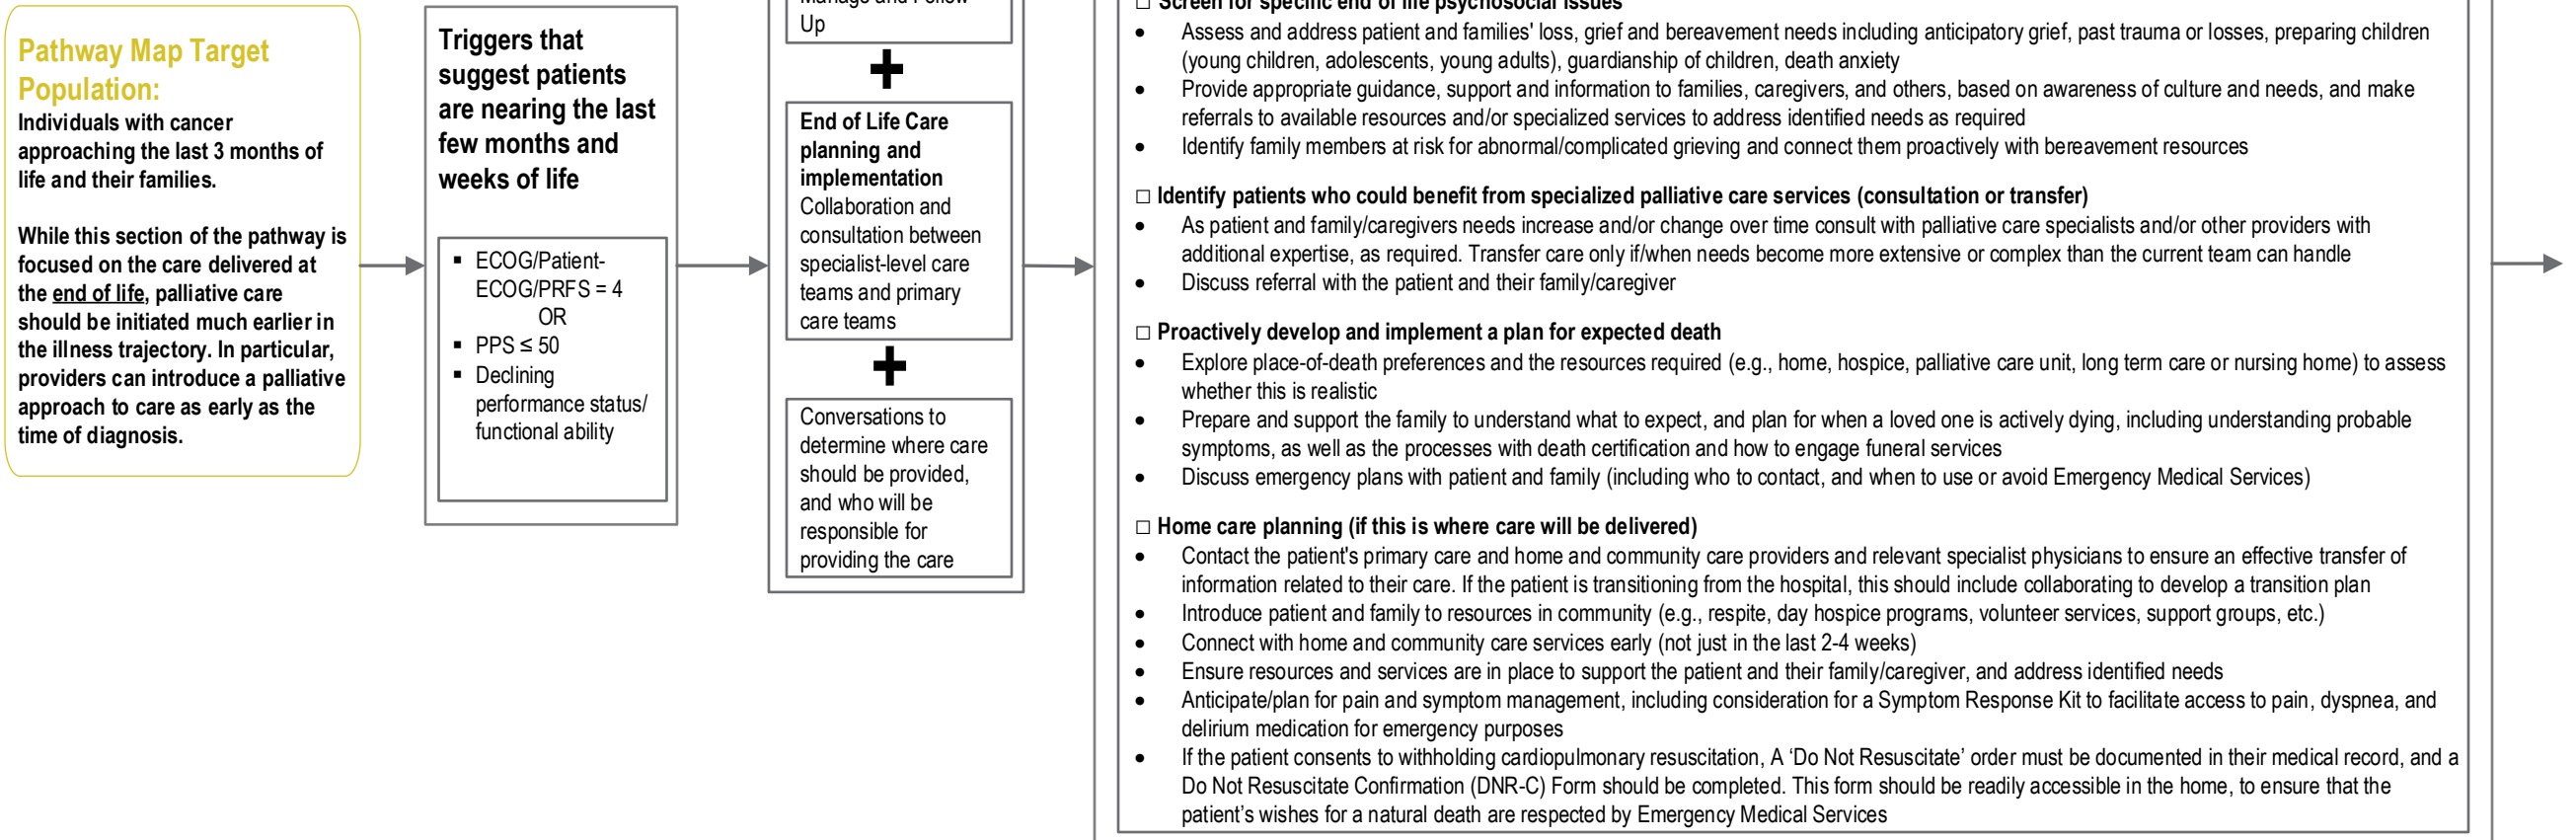 Pathway Map Target
Population:
Individuals with cancer
approaching the last 3 months of
life and their families.
While this section of the pathway is
focused on the care delivered at
the end of life, palliative care
should be initiated much earlier in
the illness trajectory. In particular,
providers can introduce a palliative
approach to care as early as the
time of diagnosis.
Triggers that
suggest patients
are nearing the last
few months and
weeks of life
▪ ECOG/Patient-
ECOG/PRFS = 4
OR
▪ PPS ≤ 50
▪ Declining
performance status/
functional ability
Manage and Follow
Up
+
End of Life Care
planning and
implementation
Collaboration and
consultation between
specialist-level care
teams and primary
care teams
+
Conversations to
determine where care
should be provided,
and who will be
responsible for
providing the care
□ Screen for specific end of life psychosocial issues
• Assess and address patient and families' loss, grief and bereavement needs including anticipatory grief, past trauma or losses, preparing children
(young children, adolescents, young adults), guardianship of children, death anxiety
• Provide appropriate guidance, support and information to families, caregivers, and others, based on awareness of culture and needs, and make
referrals to available resources and/or specialized services to address identified needs as required
• Identify family members at risk for abnormal/complicated grieving and connect them proactively with bereavement resources
□ Identify patients who could benefit from specialized palliative care services (consultation or transfer)
• As patient and family/caregivers needs increase and/or change over time consult with palliative care specialists and/or other providers with
additional expertise, as required. Transfer care only if/when needs become more extensive or complex than the current team can handle
• Discuss referral with the patient and their family/caregiver
□ Proactively develop and implement a plan for expected death
• Explore place-of-death preferences and the resources required (e.g., home, hospice, palliative care unit, long term care or nursing home) to assess
whether this is realistic
• Prepare and support the family to understand what to expect, and plan for when a loved one is actively dying, including understanding probable
symptoms, as well as the processes with death certification and how to engage funeral services
• Discuss emergency plans with patient and family (including who to contact, and when to use or avoid Emergency Medical Services)
□ Home care planning (if this is where care will be delivered)
• Contact the patient's primary care and home and community care providers and relevant specialist physicians to ensure an effective transfer of
information related to their care. If the patient is transitioning from the hospital, this should include collaborating to develop a transition plan
• Introduce patient and family to resources in community (e.g., respite, day hospice programs, volunteer services, support groups, etc.)
• Connect with home and community care services early (not just in the last 2-4 weeks)
• Ensure resources and services are in place to support the patient and their family/caregiver, and address identified needs
• Anticipate/plan for pain and symptom management, including consideration for a Symptom Response Kit to facilitate access to pain, dyspnea, and
delirium medication for emergency purposes
• If the patient consents to withholding cardiopulmonary resuscitation, A ‘Do Not Resuscitate’ order must be documented in their medical record, and a
Do Not Resuscitate Confirmation (DNR-C) Form should be completed. This form should be readily accessible in the home, to ensure that the
patient’s wishes for a natural death are respected by Emergency Medical Services